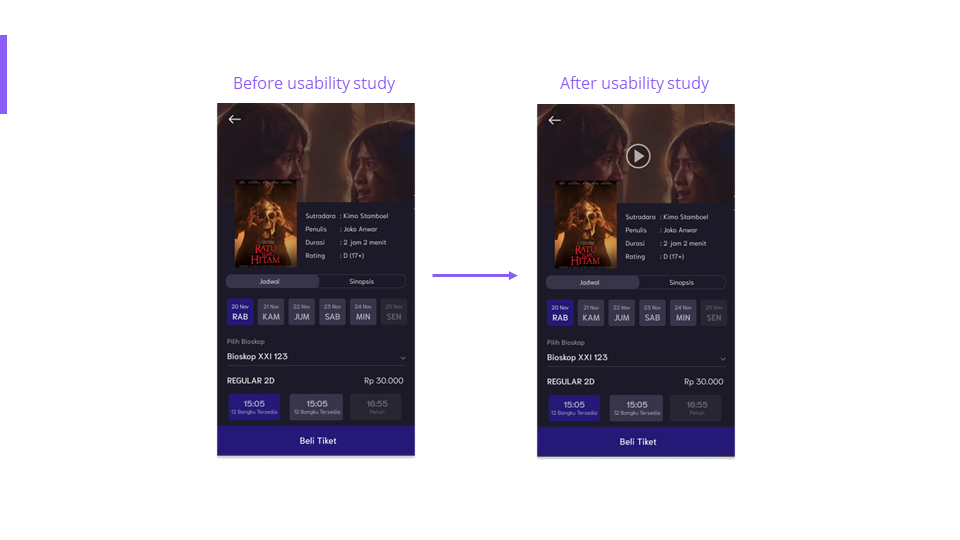 Before usability study
After usability study
Sutradara : Kimo Stamboel
Penulis : Joko Anwar
Durasi : 2 jam 2 menit
Rating : D (17+)
RATU
HITAM
Jadwal Sinopsis
20 Nov 21 Nov 22 Nov 23 Nov 24 Nov 25 Nov
RAB KAM JUM SAB MIN SEN
Pilih Bioskop
Bioskop XXI 123
REGULAR 2D Rp 30.000
15:05 15:05 16:55
12 Bangku Tersedia 12 Bangku Tersedia Penuh
Beli Tiket
Sutradara : Kimo Stamboel
Penulis : Joko Anwar
Durasi : 2 jam 2 menit
Rating : D (17+)
RATU
HITAM
Jadwal Sinopsis
20 Nov 21 Nov 22 Nov 23 Nov 24 Nov 25 Nov
RAB KAM JUM SAB MIN SEN
Pilih Bioskop
Bioskop XXI 123
REGULAR 2D Rp 30.000
15:05 15:05 16:55
12 Bangku Tersedia 12 Bangku Tersedia Penuh
Beli Tiket